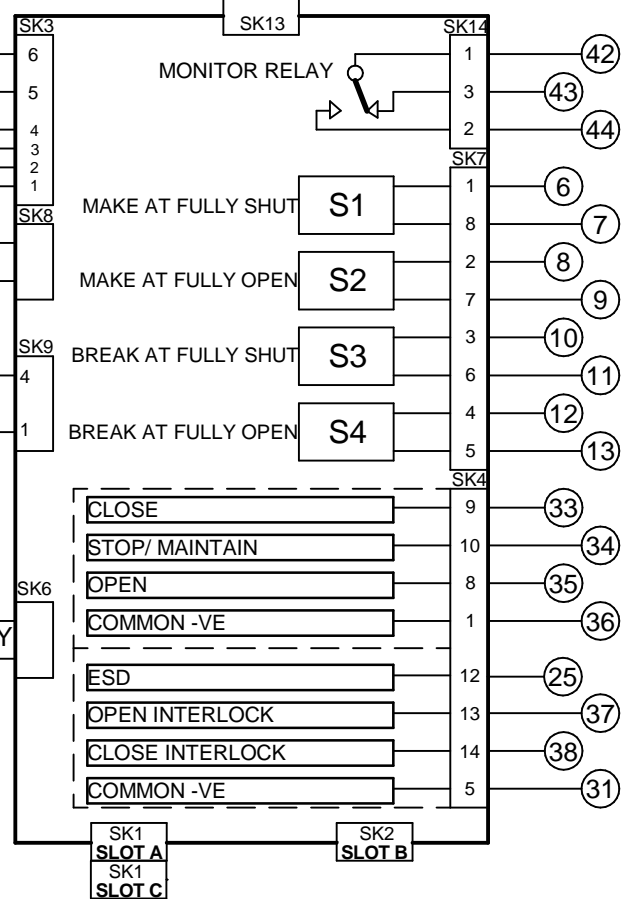 SK3
SK13
SK14
6
MONITOR RELAY
1
42
5
3
43
4
3
2
1
2
44
SK7
MAKE AT FULLY SHUT
S1
1
6
SK8
8
7
MAKE AT FULLY OPEN
S2
2
8
7
9
SK9
BREAK AT FULLY SHUT
S3
3
10
4
6
11
BREAK AT FULLY OPEN
S4
4
12
1
5
13
SK4
CLOSE
9
33
STOP/ MAINTAIN
10
34
SK6
OPEN
8
35
COMMON -VE
1
36
Y
ESD
12
25
OPEN INTERLOCK
13
37
CLOSE INTERLOCK
14
38
COMMON -VE
5
31
SK1
SLOT A
SK2
SLOT B
SK1
SLOT C